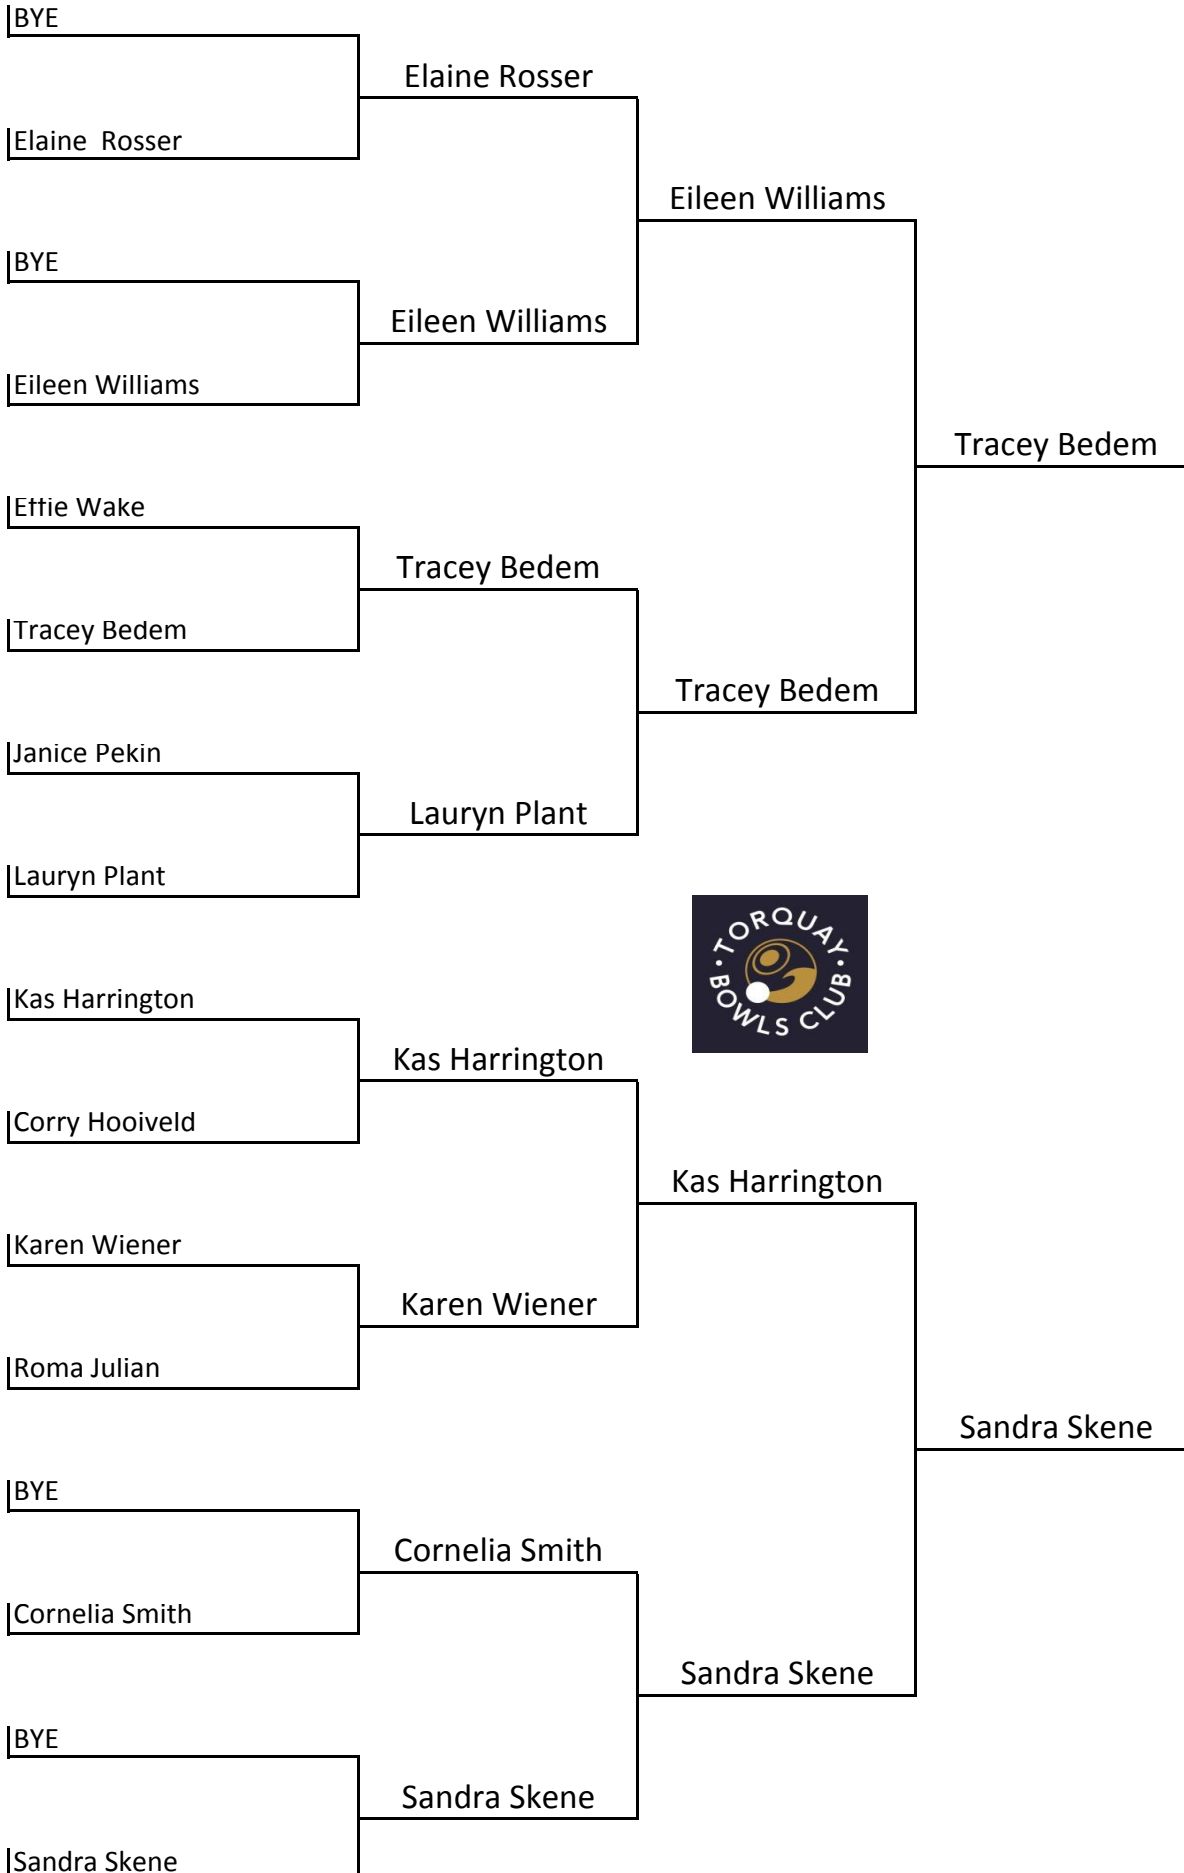 BYE
Elaine Rosser
Elaine  Rosser
Eileen Williams
BYE
Eileen Williams
Eileen Williams
Tracey Bedem
Effie Wake
Tracey Bedem
Tracey Bedem
Tracey Bedem
Janice Pekin
Lauryn Plant
Lauryn Plant
· TORQUAY ·
BOWLS CLUB
Kas Harrington
Kas Harrington
Corry Hooiveld
Kas Harrington
Karen Wiener
Karen Wiener
Roma Julian
Sandra Skene
BYE
Cornelia Smith
Cornelia Smith
Sandra Skene
BYE
Sandra Skene
Sandra Skene